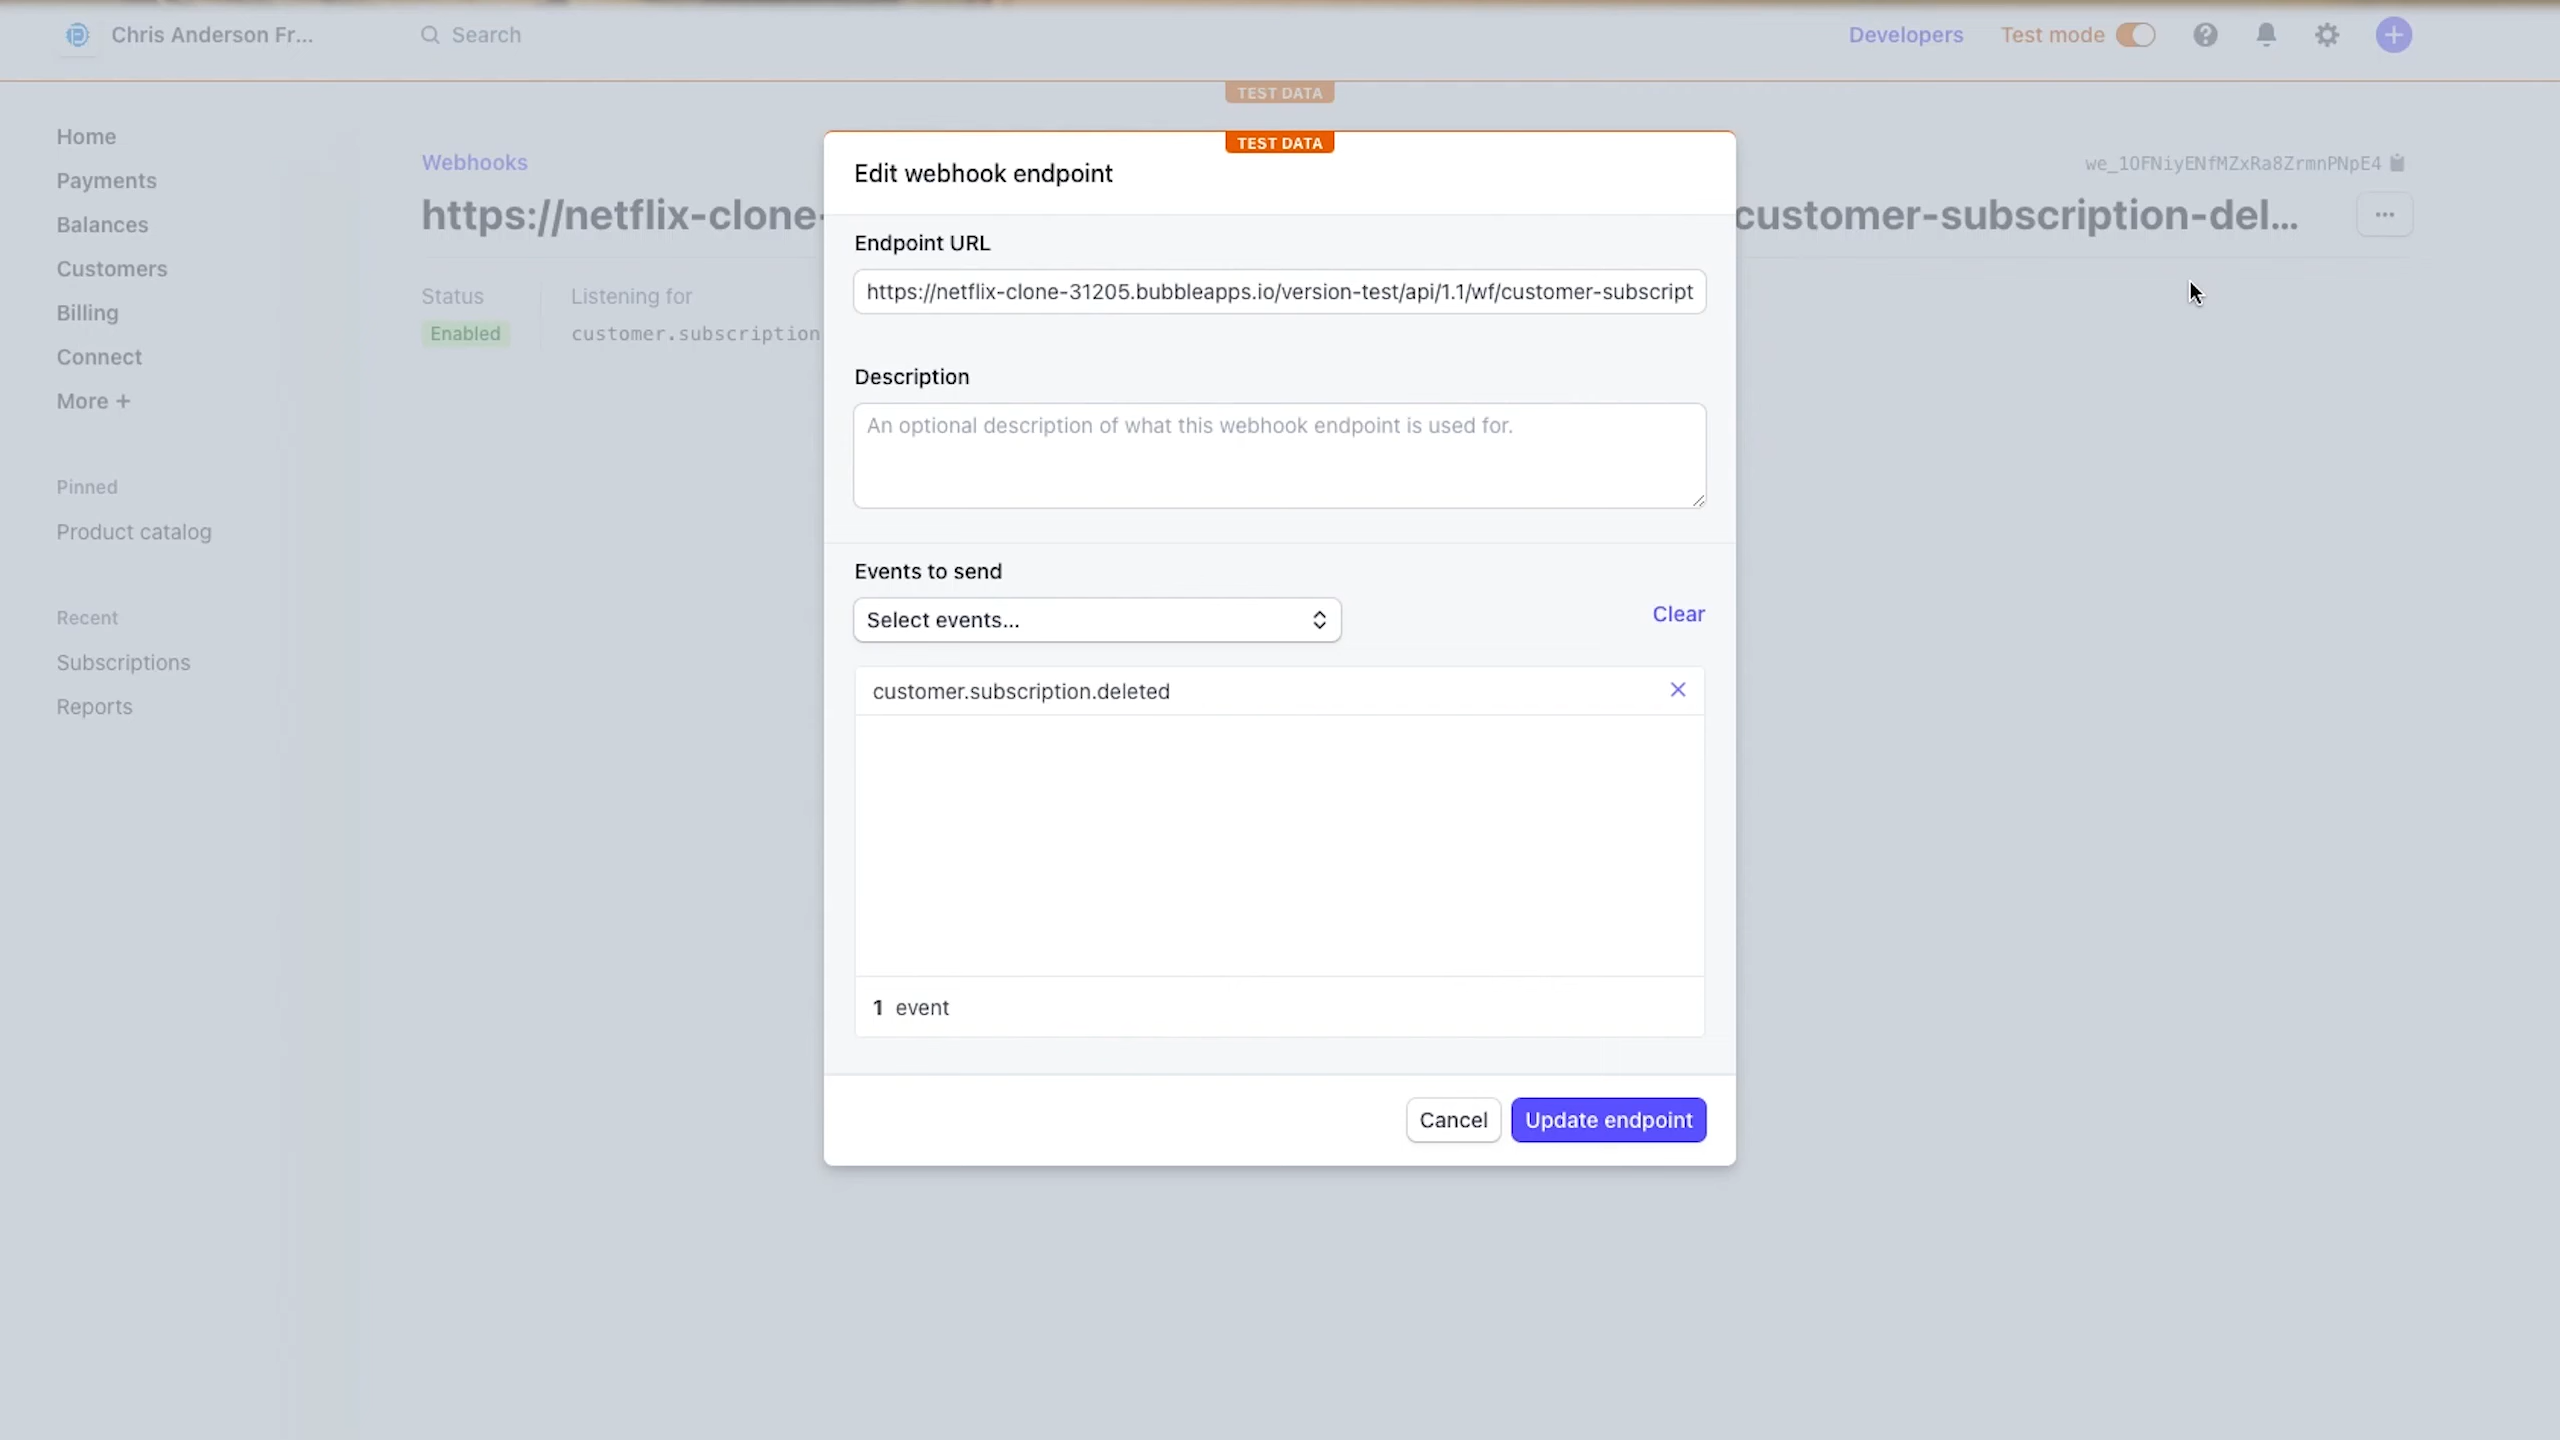 Chris Anderson Fr...
Search
Developers
Test mode
TEST DATA
Home
Payments
Balances
Customers
Billing
Connect
More +
Pinned
Product catalog
Recent
Subscriptions
Reports
Webhooks
we_1OFNiyENfMZxRa8ZrmnPNpE4
https://netflix-clone-
customer-subscription-del...
Status
Enabled
Listening for
customer.subscription
TEST DATA
Edit webhook endpoint
Endpoint URL
https://netflix-clone-31205.bubbleapps.io/version-test/api/1.1/wf/customer-subscript
Description
An optional description of what this webhook endpoint is used for.
Events to send
Select events...
Clear
customer.subscription.deleted
1 event
Cancel
Update endpoint